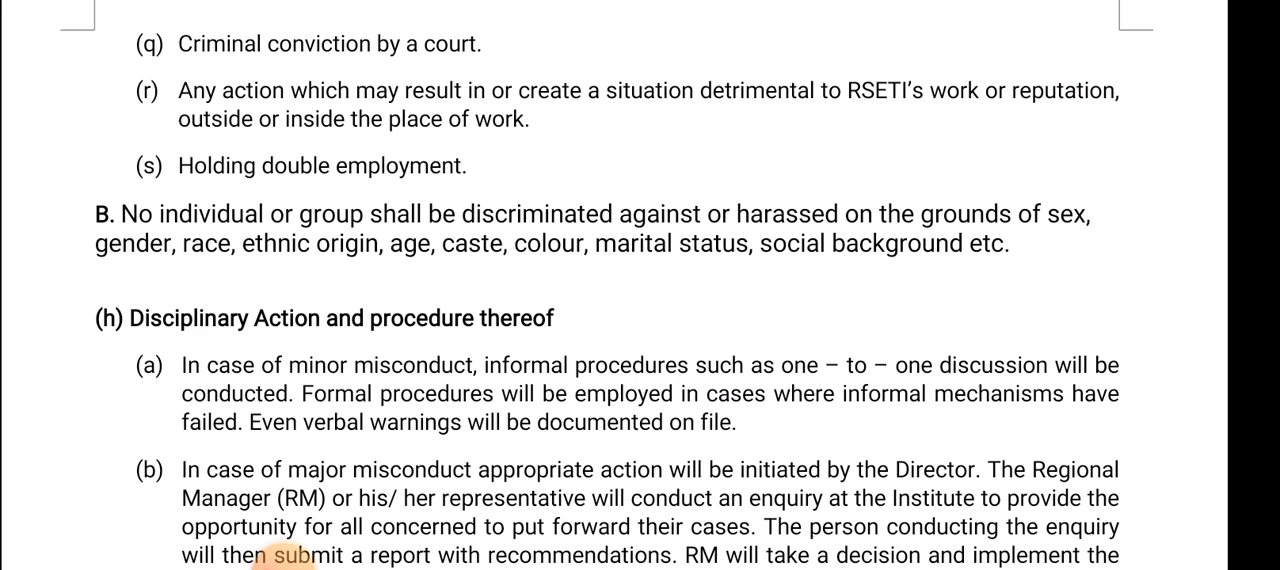 (q) Criminal conviction by a court.
(r) Any action which may result in or create a situation detrimental to RSETI's work or reputation,
outside or inside the place of work.
(s) Holding double employment.
B. No individual or group shall be discriminated against or harassed on the grounds of sex,
gender, race, ethnic origin, age, caste, colour, marital status, social background etc.
(h) Disciplinary Action and procedure thereof
(a) In case of minor misconduct, informal procedures such as one – to – one discussion will be
conducted. Formal procedures will be employed in cases where informal mechanisms have
failed. Even verbal warnings will be documented on file.
(b) In case of major misconduct appropriate action will be initiated by the Director. The Regional
Manager (RM) or his/ her representative will conduct an enquiry at the Institute to provide the
opportunity for all concerned to put forward their cases. The person conducting the enquiry
will then submit a report with recommendations. RM will take a decision and implement the